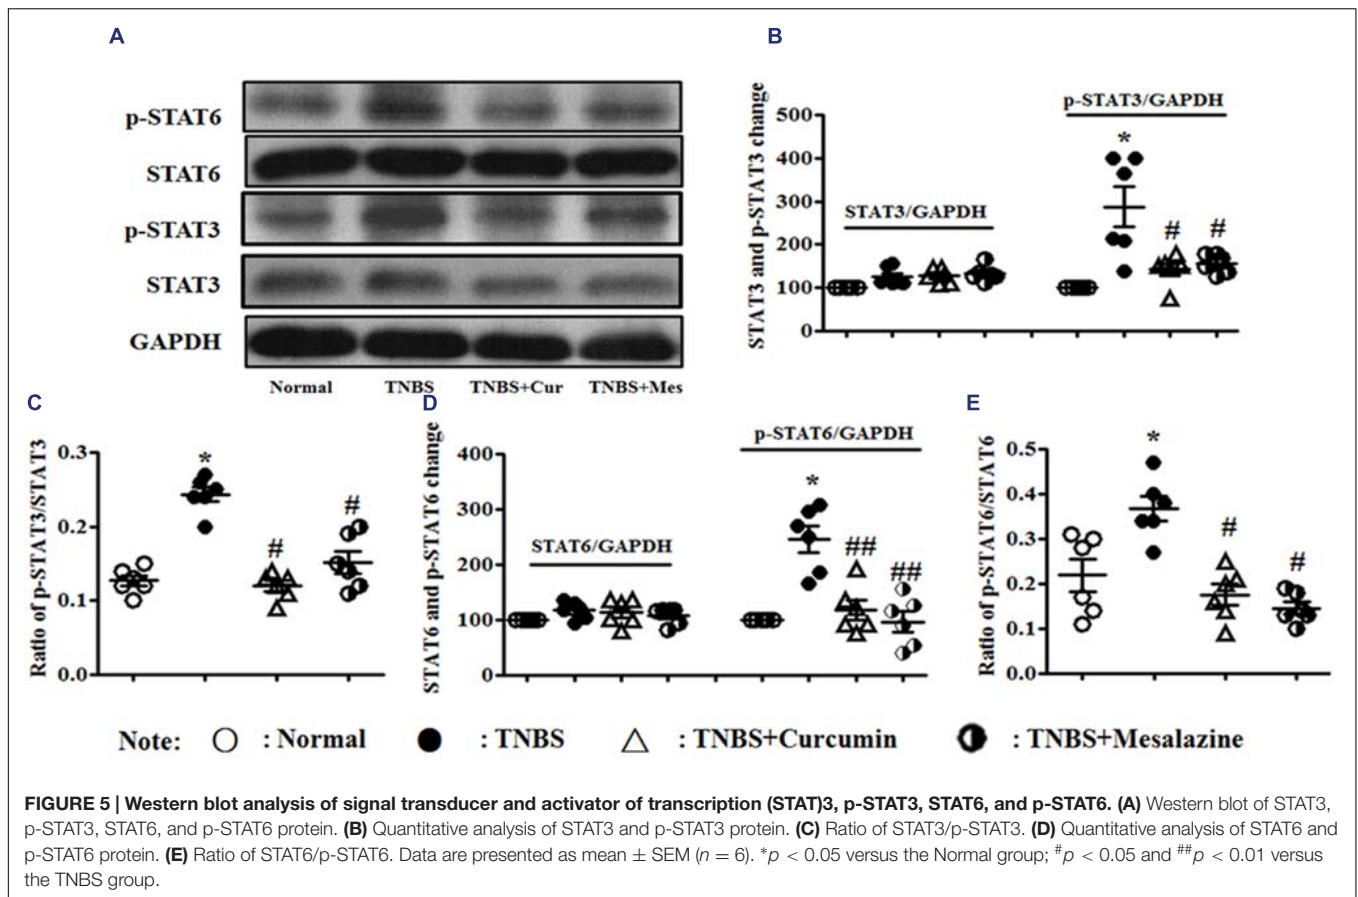 A
p-STAT6
STAT6
p-STAT3
STAT3
GAPDH
Normal TNBS TNBS+Cur TNBS+Mes
B
STAT3 and p-STAT3 change
500
400
300
200
100
0
STAT3/GAPDH
p-STAT3/GAPDH
*
# #
C
Ratio of p-STAT3/STAT3
0.3
0.2
0.1
0.0
*
#
#
D
STAT6 and p-STAT6 change
400
300
200
100
0
STAT6/GAPDH
p-STAT6/GAPDH
*
##
##
E
Ratio of p-STAT6/STAT6
0.5
0.4
0.3
0.2
0.1
0.0
*
#
#
Note: : Normal : TNBS : TNBS+Curcumin : TNBS+Mesalazine
FIGURE 5 | Western blot analysis of signal transducer and activator of transcription (STAT)3, p-STAT3, STAT6, and p-STAT6. (A) Western blot of STAT3,
p-STAT3, STAT6, and p-STAT6 protein. (B) Quantitative analysis of STAT3 and p-STAT3 protein. (C) Ratio of STAT3/p-STAT3. (D) Quantitative analysis of STAT6 and
p-STAT6 protein. (E) Ratio of STAT6/p-STAT6. Data are presented as mean ± SEM (n = 6). *p < 0.05 versus the Normal group; #p < 0.05 and ##p < 0.01 versus
the TNBS group.